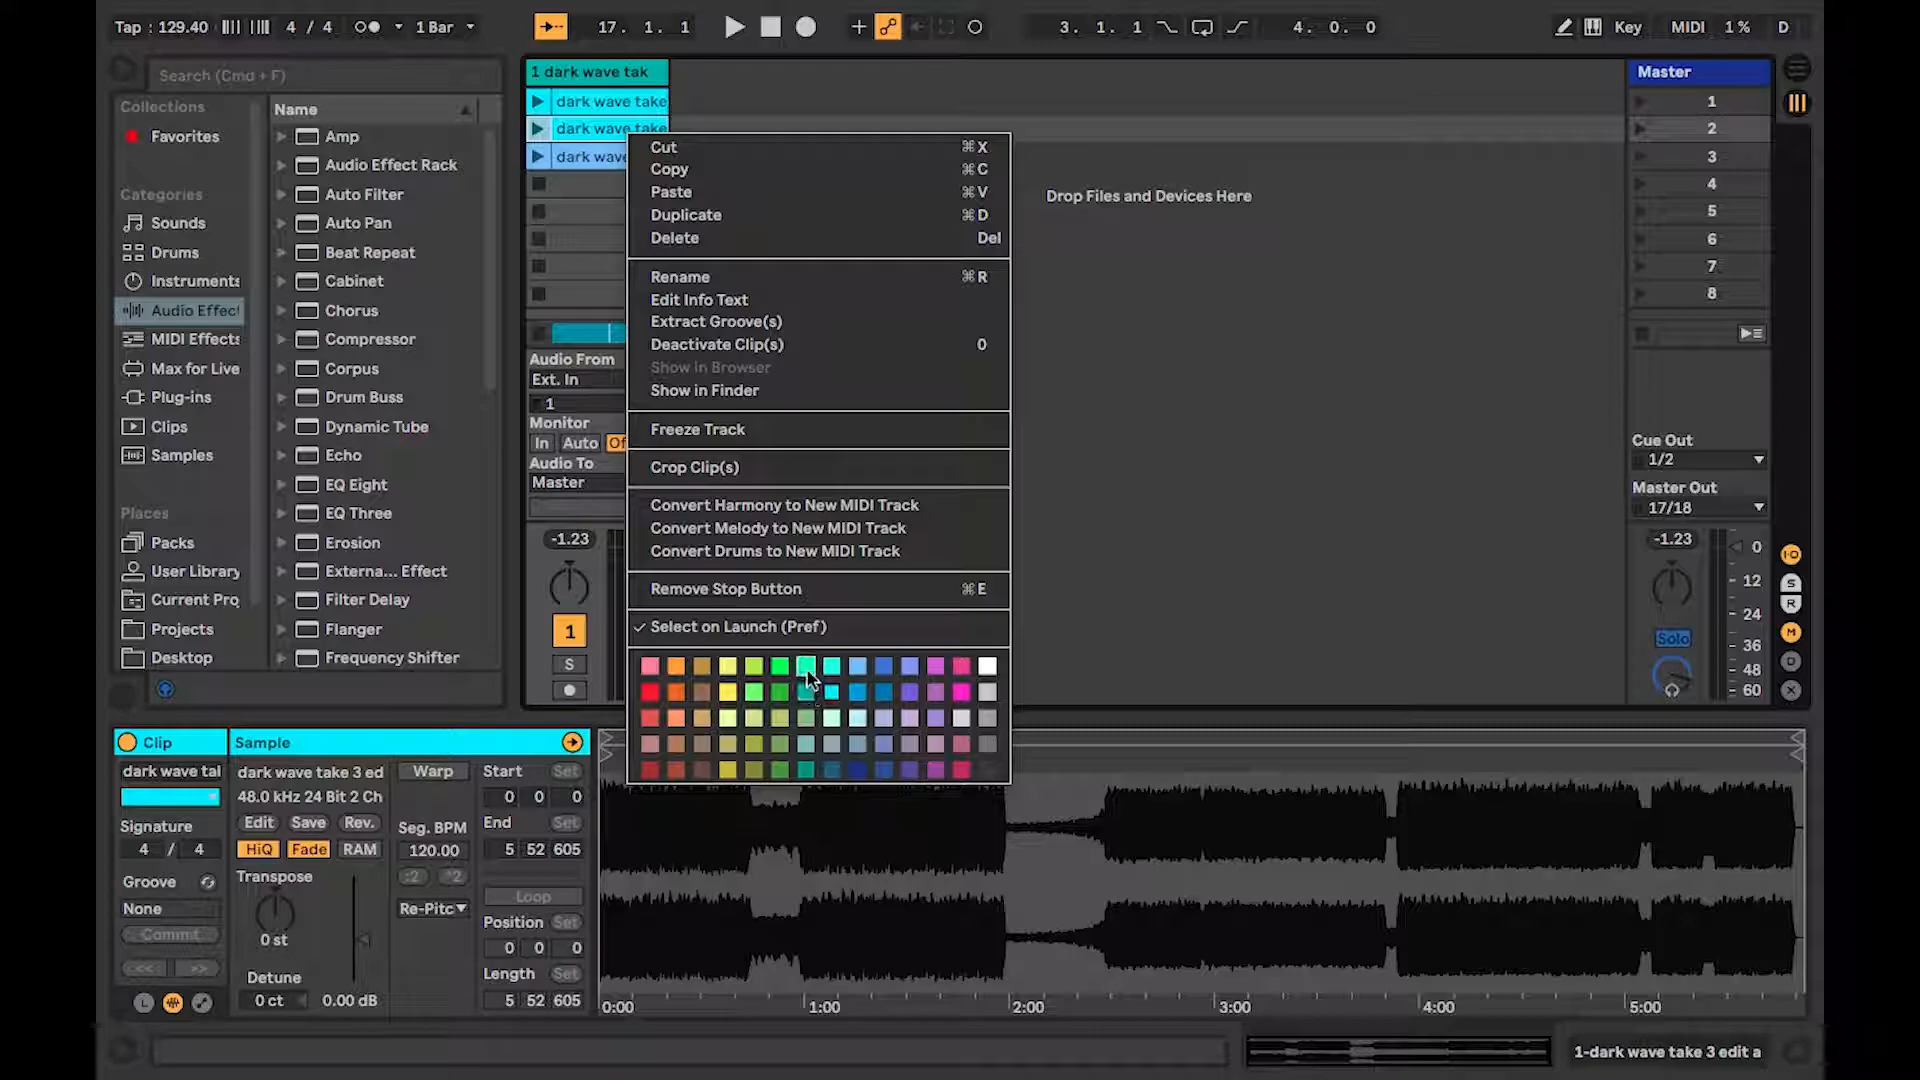 Tap : 129.40 4 / 4 1 Bar 17. 1. 1 3. 1. 1 4. 0. 0 Key MIDI 1 % D
Search (Cmd + F)
Collections
Favorites
Categories
Sounds
Drums
Instruments
Audio Effec
MIDI Effects
Max for Live
Plug-ins
Clips
Samples
Places
Packs
User Library
Current Pro
Projects
Desktop
Name
Amp
Audio Effect Rack
Auto Filter
Auto Pan
Beat Repeat
Cabinet
Chorus
Compressor
Corpus
Drum Buss
Dynamic Tube
Echo
EQ Eight
EQ Three
Erosion
Externa... Effect
Filter Delay
Flanger
Frequency Shifter
1 dark wave tak
dark wave take
dark wave take
dark wave
Audio From
Ext. In
1
Monitor
In Auto Of
Audio To
Master
-1.23
1
S
Cut ⌘ X
Copy ⌘ C
Paste ⌘ V
Duplicate ⌘ D
Delete Del
Rename ⌘ R
Edit Info Text
Extract Groove(s)
Deactivate Clip(s) 0
Show in Browser
Show in Finder
Freeze Track
Crop Clip(s)
Convert Harmony to New MIDI Track
Convert Melody to New MIDI Track
Convert Drums to New MIDI Track
Remove Stop Button ⌘ E
✓ Select on Launch (Pref)
Drop Files and Devices Here
Master
1
2
3
4
5
6
7
8
Cue Out
1/2
Master Out
17/18
-1.23
0
12
24
36
48
60
Solo
I·O
S
R
M
D
X
Clip
dark wave tal
Signature
4 / 4
Groove
None
Commit
<<< >>
L
Sample
dark wave take 3 ed
48.0 kHz 24 Bit 2 Ch
Edit Save Rev.
HiQ Fade RAM
Transpose
0 st
Detune
0 ct 0.00 dB
Warp
Seg. BPM
120.00
:2 *2
Re-Pitc
Start Set
0 0 0
End Set
5 52 605
Loop
Position Set
0 0 0
Length Set
5 52 605
0:00 1:00 2:00 3:00 4:00 5:00
1-dark wave take 3 edit a